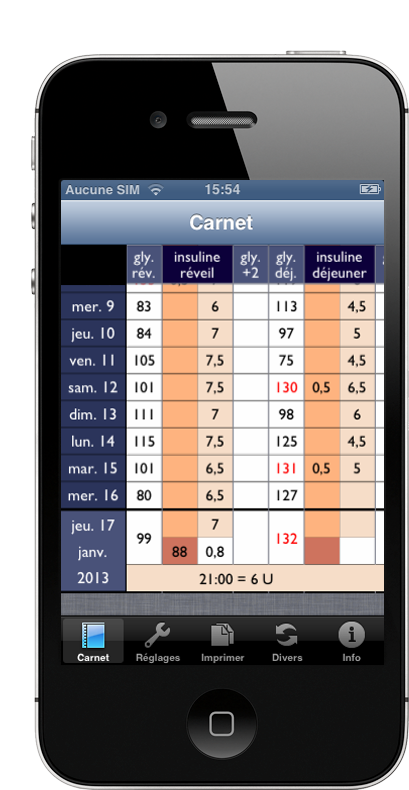 Aucune SIM 15:54
Carnet
gly. rév. insuline réveil gly. +2 gly. déj. insuline déjeuner
mer. 9 83 6 113 4,5
jeu. 10 84 7 97 5
ven. 11 105 7,5 75 4,5
sam. 12 101 7,5 130 0,5 6,5
dim. 13 111 7 98 6
lun. 14 115 7,5 125 4,5
mar. 15 101 6,5 131 0,5 5
mer. 16 80 6,5 127
jeu. 17 99 7 132
janv. 88 0,8
2013 21:00 = 6 U
Carnet Réglages Imprimer Divers Info